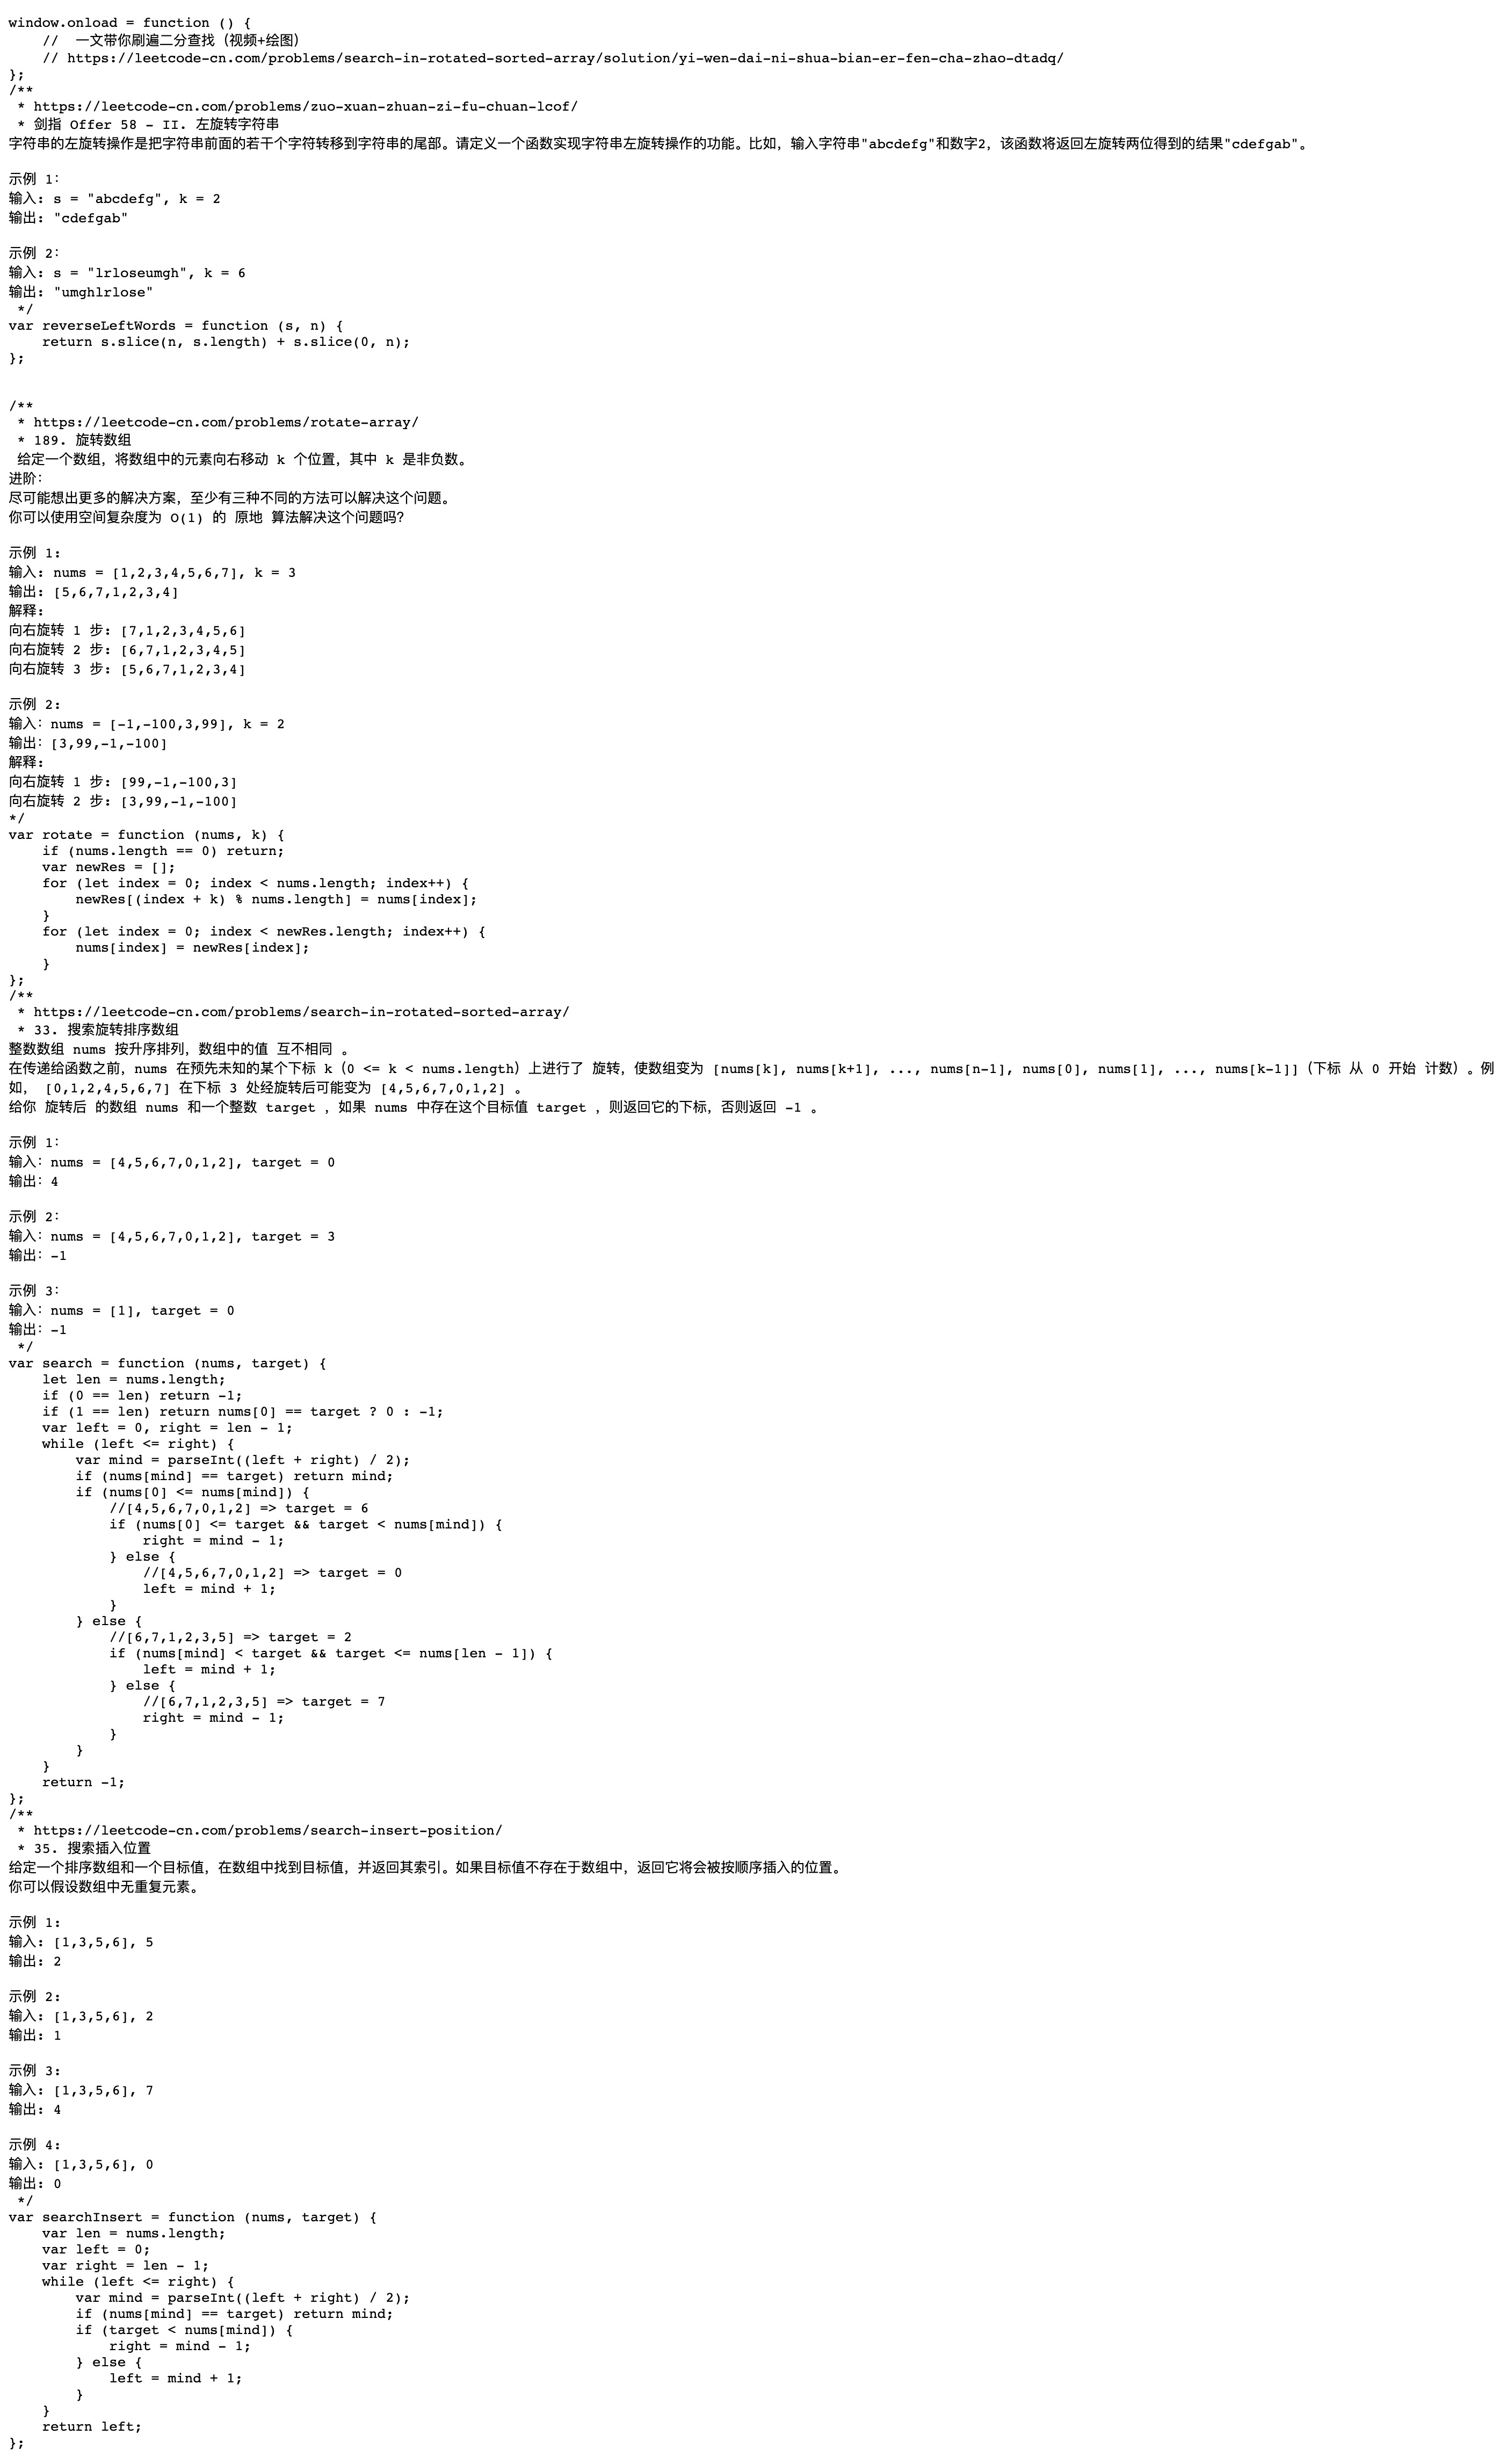 window.onload = function () {
    //  一文带你刷遍二分查找（视频+绘图）
    // https://leetcode-cn.com/problems/search-in-rotated-sorted-array/solution/yi-wen-dai-ni-shua-bian-er-fen-cha-zhao-dtadq/
};
/**
 * https://leetcode-cn.com/problems/zuo-xuan-zhuan-zi-fu-chuan-lcof/
 * 剑指 Offer 58 - II. 左旋转字符串
字符串的左旋转操作是把字符串前面的若干个字符转移到字符串的尾部。请定义一个函数实现字符串左旋转操作的功能。比如，输入字符串"abcdefg"和数字2，该函数将返回左旋转两位得到的结果"cdefgab"。

示例 1：
输入: s = "abcdefg", k = 2
输出: "cdefgab"

示例 2：
输入: s = "lrloseumgh", k = 6
输出: "umghlrlose"
 */
var reverseLeftWords = function (s, n) {
    return s.slice(n, s.length) + s.slice(0, n);
};


/**
 * https://leetcode-cn.com/problems/rotate-array/
 * 189. 旋转数组
 给定一个数组，将数组中的元素向右移动 k 个位置，其中 k 是非负数。
进阶：
尽可能想出更多的解决方案，至少有三种不同的方法可以解决这个问题。
你可以使用空间复杂度为 O(1) 的 原地 算法解决这个问题吗？

示例 1:
输入: nums = [1,2,3,4,5,6,7], k = 3
输出: [5,6,7,1,2,3,4]
解释:
向右旋转 1 步: [7,1,2,3,4,5,6]
向右旋转 2 步: [6,7,1,2,3,4,5]
向右旋转 3 步: [5,6,7,1,2,3,4]

示例 2:
输入：nums = [-1,-100,3,99], k = 2
输出：[3,99,-1,-100]
解释:
向右旋转 1 步: [99,-1,-100,3]
向右旋转 2 步: [3,99,-1,-100]
*/
var rotate = function (nums, k) {
    if (nums.length == 0) return;
    var newRes = [];
    for (let index = 0; index < nums.length; index++) {
        newRes[(index + k) % nums.length] = nums[index];
    }
    for (let index = 0; index < newRes.length; index++) {
        nums[index] = newRes[index];
    }
};
/**
 * https://leetcode-cn.com/problems/search-in-rotated-sorted-array/
 * 33. 搜索旋转排序数组
整数数组 nums 按升序排列，数组中的值 互不相同 。
在传递给函数之前，nums 在预先未知的某个下标 k（0 <= k < nums.length）上进行了 旋转，使数组变为 [nums[k], nums[k+1], ..., nums[n-1], nums[0], nums[1], ..., nums[k-1]]（下标 从 0 开始 计数）。例
如， [0,1,2,4,5,6,7] 在下标 3 处经旋转后可能变为 [4,5,6,7,0,1,2] 。
给你 旋转后 的数组 nums 和一个整数 target ，如果 nums 中存在这个目标值 target ，则返回它的下标，否则返回 -1 。

示例 1：
输入：nums = [4,5,6,7,0,1,2], target = 0
输出：4

示例 2：
输入：nums = [4,5,6,7,0,1,2], target = 3
输出：-1

示例 3：
输入：nums = [1], target = 0
输出：-1
 */
var search = function (nums, target) {
    let len = nums.length;
    if (0 == len) return -1;
    if (1 == len) return nums[0] == target ? 0 : -1;
    var left = 0, right = len - 1;
    while (left <= right) {
        var mind = parseInt((left + right) / 2);
        if (nums[mind] == target) return mind;
        if (nums[0] <= nums[mind]) {
            //[4,5,6,7,0,1,2] => target = 6
            if (nums[0] <= target && target < nums[mind]) {
                right = mind - 1;
            } else {
                //[4,5,6,7,0,1,2] => target = 0
                left = mind + 1;
            }
        } else {
            //[6,7,1,2,3,5] => target = 2
            if (nums[mind] < target && target <= nums[len - 1]) {
                left = mind + 1;
            } else {
                //[6,7,1,2,3,5] => target = 7
                right = mind - 1;
            }
        }
    }
    return -1;
};
/**
 * https://leetcode-cn.com/problems/search-insert-position/
 * 35. 搜索插入位置
给定一个排序数组和一个目标值，在数组中找到目标值，并返回其索引。如果目标值不存在于数组中，返回它将会被按顺序插入的位置。
你可以假设数组中无重复元素。

示例 1:
输入: [1,3,5,6], 5
输出: 2

示例 2:
输入: [1,3,5,6], 2
输出: 1

示例 3:
输入: [1,3,5,6], 7
输出: 4

示例 4:
输入: [1,3,5,6], 0
输出: 0
 */
var searchInsert = function (nums, target) {
    var len = nums.length;
    var left = 0;
    var right = len - 1;
    while (left <= right) {
        var mind = parseInt((left + right) / 2);
        if (nums[mind] == target) return mind;
        if (target < nums[mind]) {
            right = mind - 1;
        } else {
            left = mind + 1;
        }
    }
    return left;
};